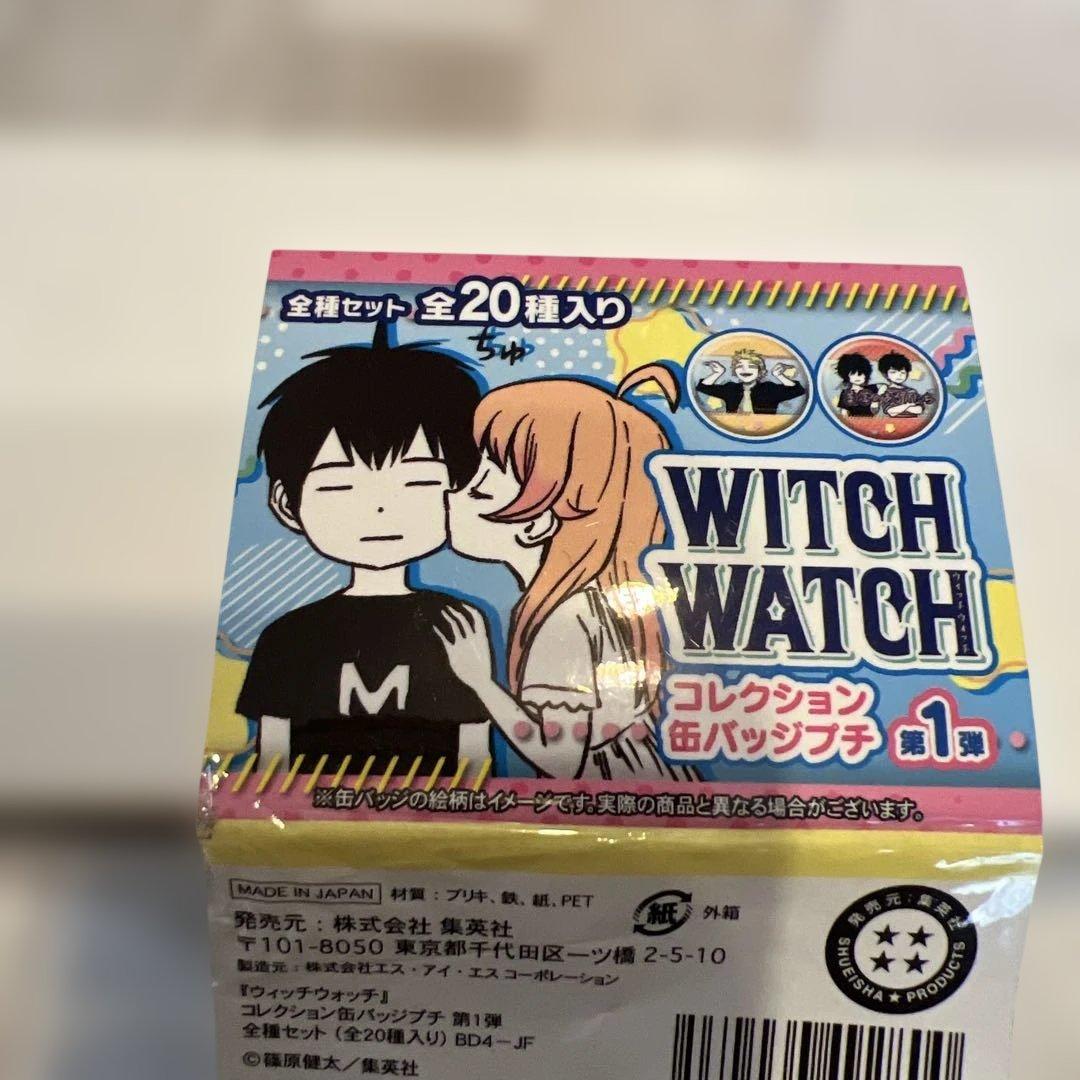 全種セット 全20種入り
ちゅ
WITCH
WATCH
ウィッチウォッチ
コレクション
缶バッジプチ 第1弾
M
※缶バッジの絵柄はイメージです。実際の商品と異なる場合がございます。
MADE IN JAPAN 材質：ブリキ、鉄、紙、PET
紙 外箱
発売元：株式会社 集英社
〒101-8050 東京都千代田区一ツ橋 2-5-10
製造元：株式会社エス・アイ・エス コーポレーション
『ウィッチウォッチ』
コレクション缶バッジプチ 第1弾
全種セット（全20種入り）BD4-JF
©篠原健太／集英社
発売元：集英社
SHUEISHA ★ PRODUCTS